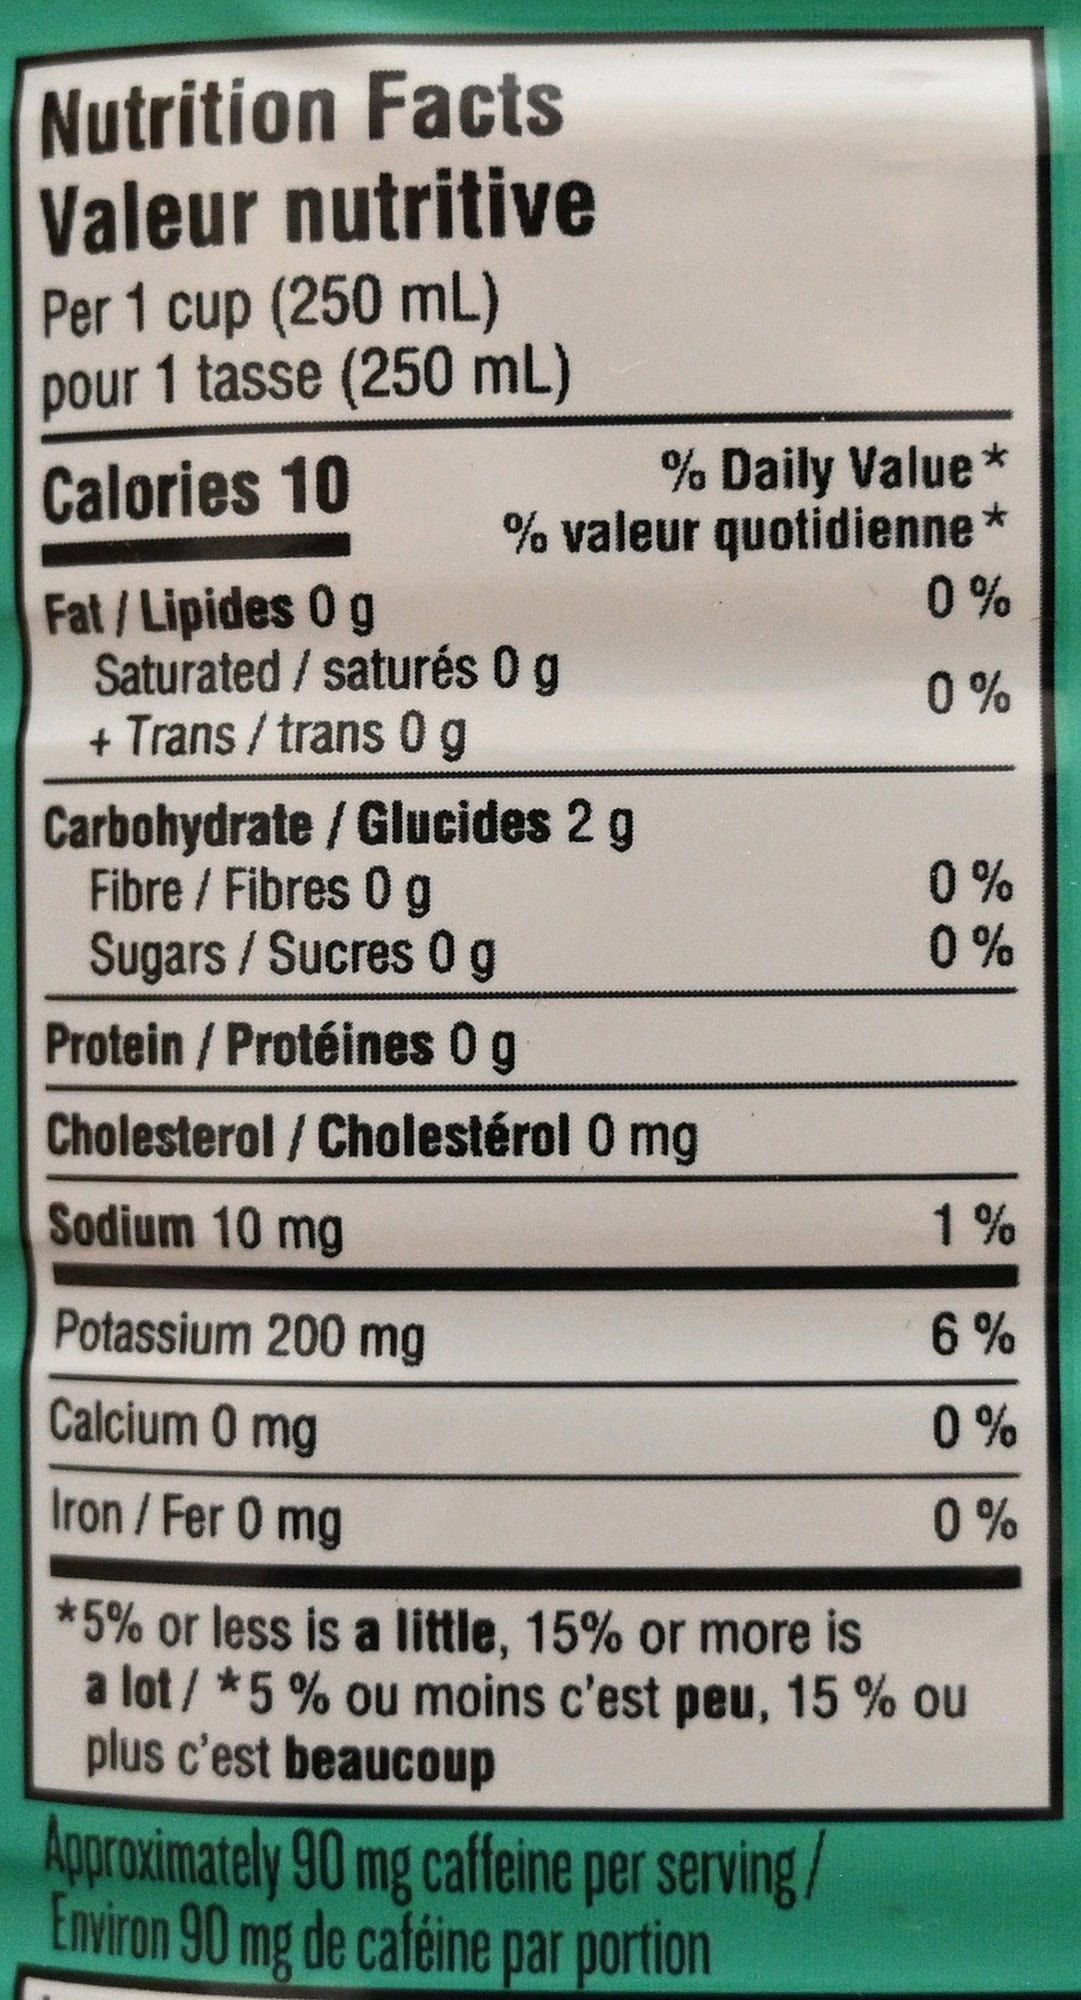 Nutrition Facts
Valeur nutritive
Per 1 cup (250 mL)
pour 1 tasse (250 mL)
Calories 10
% Daily Value*
% valeur quotidienne*
Fat / Lipides 0 g 0 %
Saturated / saturés 0 g
+ Trans / trans 0 g 0 %
Carbohydrate / Glucides 2 g
Fibre / Fibres 0 g 0 %
Sugars / Sucres 0 g 0 %
Protein / Protéines 0 g
Cholesterol / Cholestérol 0 mg
Sodium 10 mg 1 %
Potassium 200 mg 6 %
Calcium 0 mg 0 %
Iron / Fer 0 mg 0 %
*5% or less is a little, 15% or more is
a lot / *5 % ou moins c'est peu, 15 % ou
plus c'est beaucoup
Approximately 90 mg caffeine per serving /
Environ 90 mg de caféine par portion